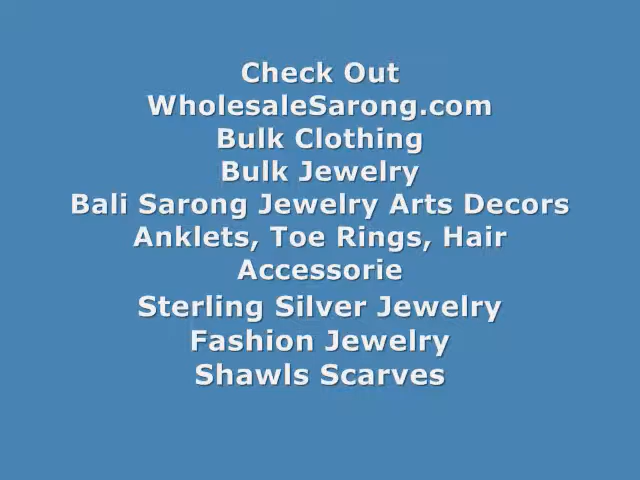 Check Out
WholesaleSarong.com
Bulk Clothing
Bulk Jewelry
Bali Sarong Jewelry Arts Decors
Anklets, Toe Rings, Hair
Accessorie
Sterling Silver Jewelry
Fashion Jewelry
Shawls Scarves